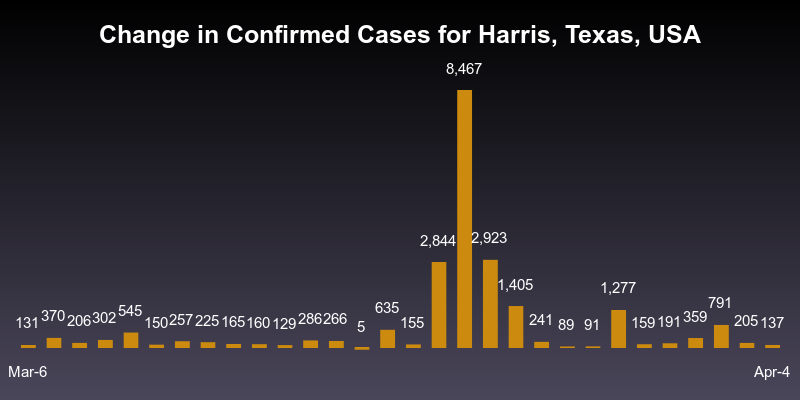 Change in Confirmed Cases for Harris, Texas, USA
8,467
2,844 2,923
1,405
1,277
131 370 206 302 545 150 257 225 165 160 129 286 266 5 635 155 241 89 91 159 191 359 791 205 137
Mar-6 Apr-4